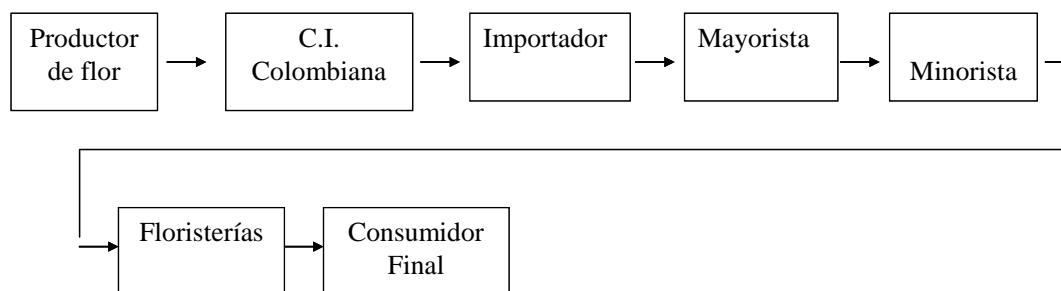 Productor
de flor
C.I.
Colombiana
Importador
Mayorista
Minorista
Floristerías
Consumidor
Final